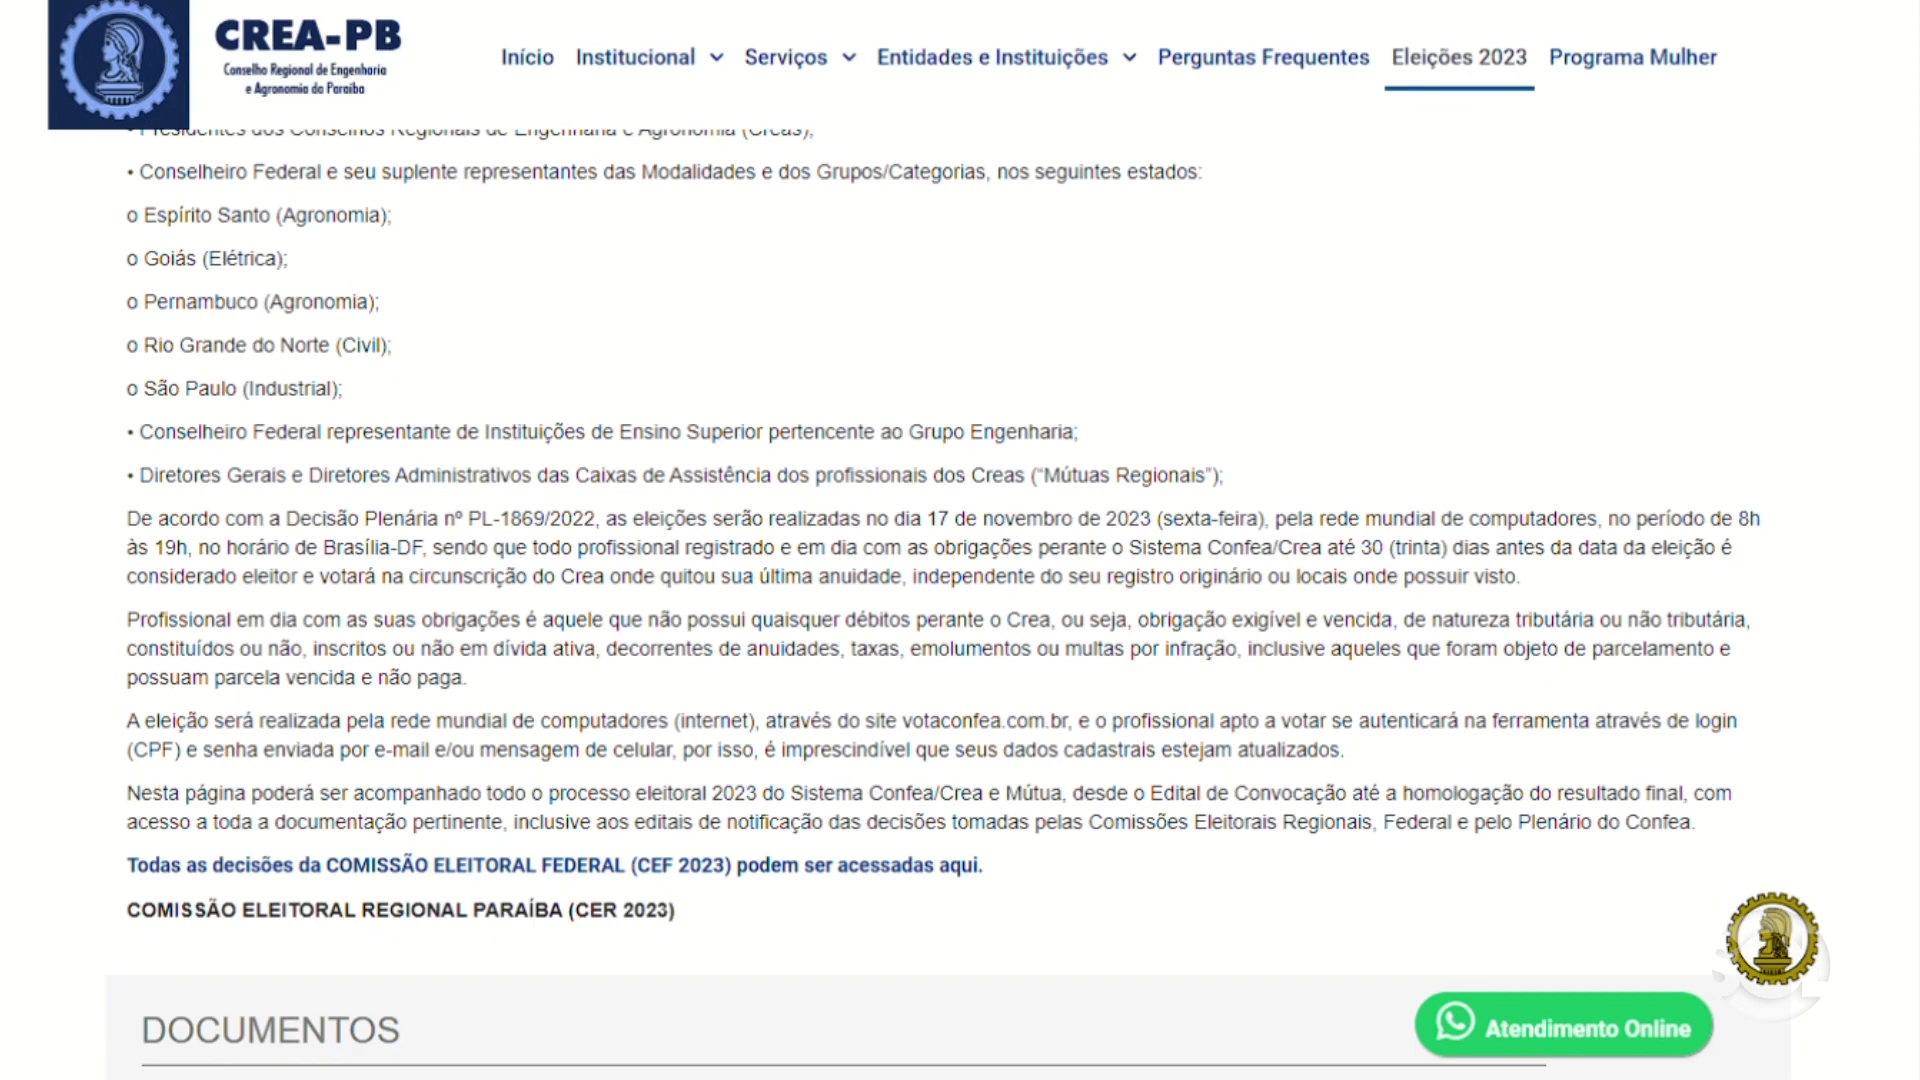 CREA-PB
Conselho Regional de Engenharia
e Agronomia da Paraíba
Início Institucional Serviços Entidades e Instituições Perguntas Frequentes Eleições 2023 Programa Mulher
• Presidentes dos Conselhos Regionais de Engenharia e Agronomia (Creas);
• Conselheiro Federal e seu suplente representantes das Modalidades e dos Grupos/Categorias, nos seguintes estados:
o Espírito Santo (Agronomia);
o Goiás (Elétrica);
o Pernambuco (Agronomia);
o Rio Grande do Norte (Civil);
o São Paulo (Industrial);
• Conselheiro Federal representante de Instituições de Ensino Superior pertencente ao Grupo Engenharia;
• Diretores Gerais e Diretores Administrativos das Caixas de Assistência dos profissionais dos Creas (“Mútuas Regionais”);
De acordo com a Decisão Plenária nº PL-1869/2022, as eleições serão realizadas no dia 17 de novembro de 2023 (sexta-feira), pela rede mundial de computadores, no período de 8h
às 19h, no horário de Brasília-DF, sendo que todo profissional registrado e em dia com as obrigações perante o Sistema Confea/Crea até 30 (trinta) dias antes da data da eleição é
considerado eleitor e votará na circunscrição do Crea onde quitou sua última anuidade, independente do seu registro originário ou locais onde possuir visto.
Profissional em dia com as suas obrigações é aquele que não possui quaisquer débitos perante o Crea, ou seja, obrigação exigível e vencida, de natureza tributária ou não tributária,
constituídos ou não, inscritos ou não em dívida ativa, decorrentes de anuidades, taxas, emolumentos ou multas por infração, inclusive aqueles que foram objeto de parcelamento e
possuam parcela vencida e não paga.
A eleição será realizada pela rede mundial de computadores (internet), através do site votaconfea.com.br, e o profissional apto a votar se autenticará na ferramenta através de login
(CPF) e senha enviada por e-mail e/ou mensagem de celular, por isso, é imprescindível que seus dados cadastrais estejam atualizados.
Nesta página poderá ser acompanhado todo o processo eleitoral 2023 do Sistema Confea/Crea e Mútua, desde o Edital de Convocação até a homologação do resultado final, com
acesso a toda a documentação pertinente, inclusive aos editais de notificação das decisões tomadas pelas Comissões Eleitorais Regionais, Federal e pelo Plenário do Confea.
Todas as decisões da COMISSÃO ELEITORAL FEDERAL (CEF 2023) podem ser acessadas aqui.
COMISSÃO ELEITORAL REGIONAL PARAÍBA (CER 2023)
DOCUMENTOS
Atendimento Online